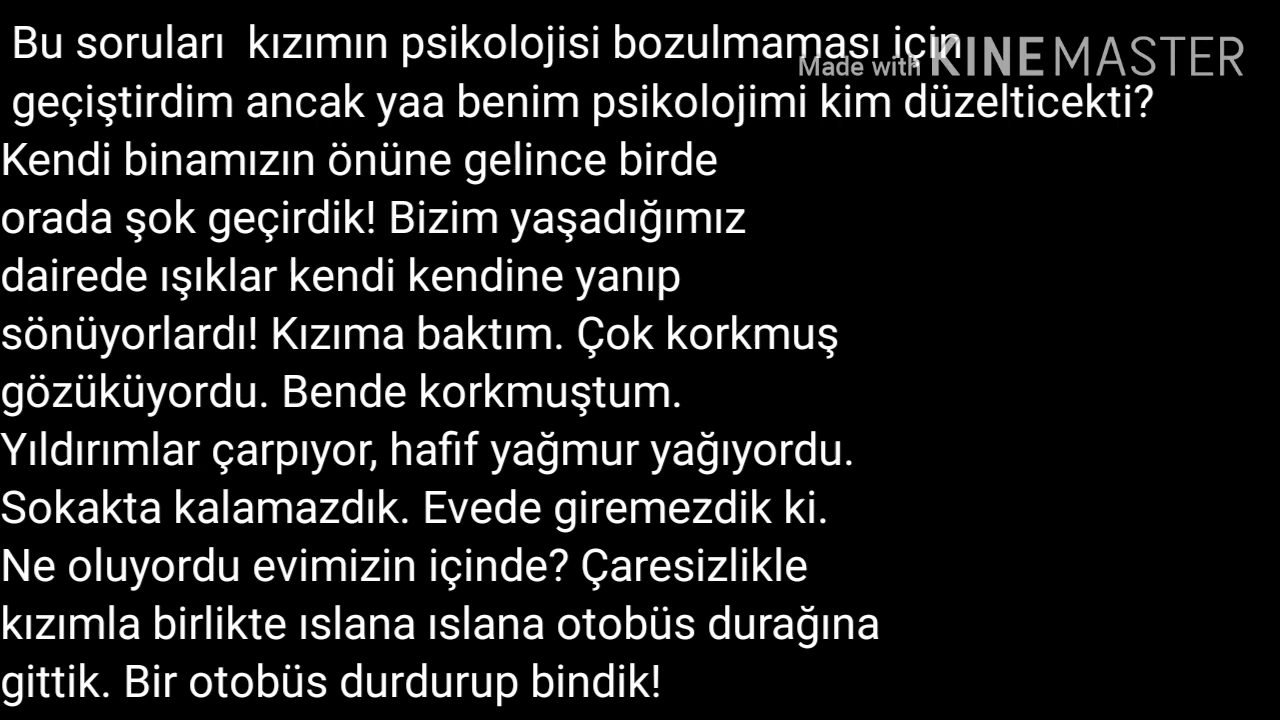 Bu soruları  kızımın psikolojisi bozulmaması için
Made with KINEMASTER
geçiştirdim ancak yaa benim psikolojimi kim düzelticekti?
Kendi binamızın önüne gelince birde
orada şok geçirdik! Bizim yaşadığımız
dairede ışıklar kendi kendine yanıp
sönüyorlardı! Kızıma baktım. Çok korkmuş
gözüküyordu. Bende korkmuştum.
Yıldırımlar çarpıyor, hafif yağmur yağıyordu.
Sokakta kalamazdık. Evede giremezdik ki.
Ne oluyordu evimizin içinde? Çaresizlikle
kızımla birlikte ıslana ıslana otobüs durağına
gittik. Bir otobüs durdurup bindik!